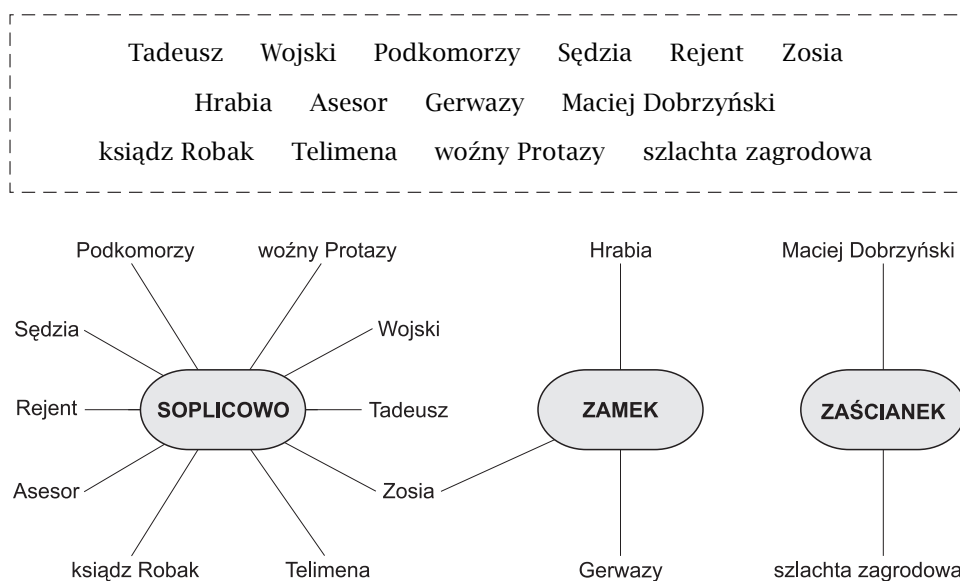 Tadeusz Wojski Podkomorzy Sędzia Rejent Zosia
Hrabia Asesor Gerwazy Maciej Dobrzyński
ksiądz Robak Telimena woźny Protazy szlachta zagrodowa
Podkomorzy woźny Protazy Hrabia Maciej Dobrzyński
Sędzia Wojski
Rejent SOPLICOWO Tadeusz ZAMEK ZAŚCIANEK
Asesor Zosia
ksiądz Robak Telimena Gerwazy szlachta zagrodowa